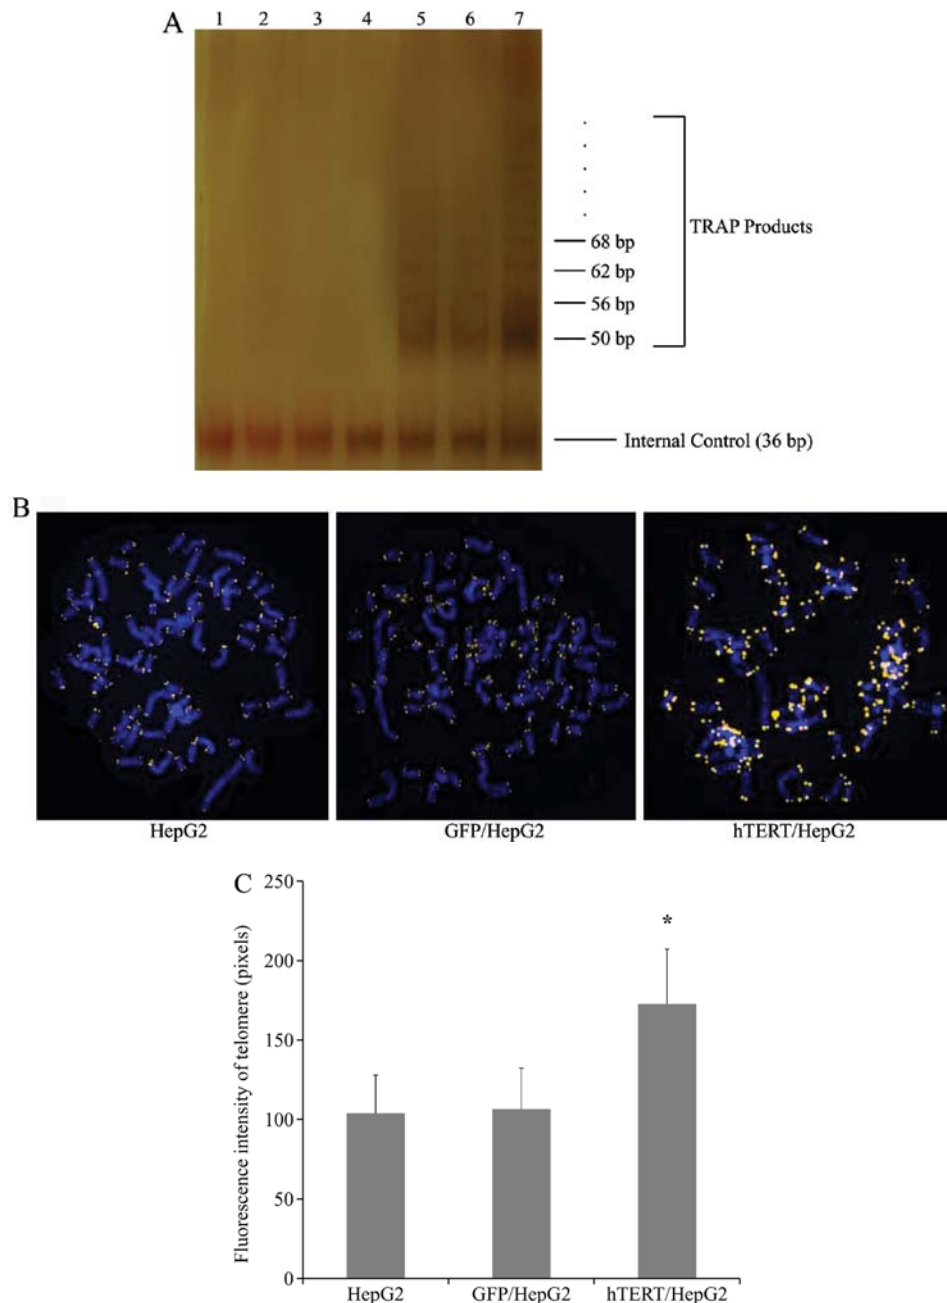 A
1 2 3 4 5 6 7
TRAP Products
68 bp
62 bp
56 bp
50 bp
Internal Control (36 bp)
B
HepG2 GFP/HepG2 hTERT/HepG2
C
Fluorescence intensity of telomere (pixels)
250
200
150
100
50
0
*
HepG2 GFP/HepG2 hTERT/HepG2